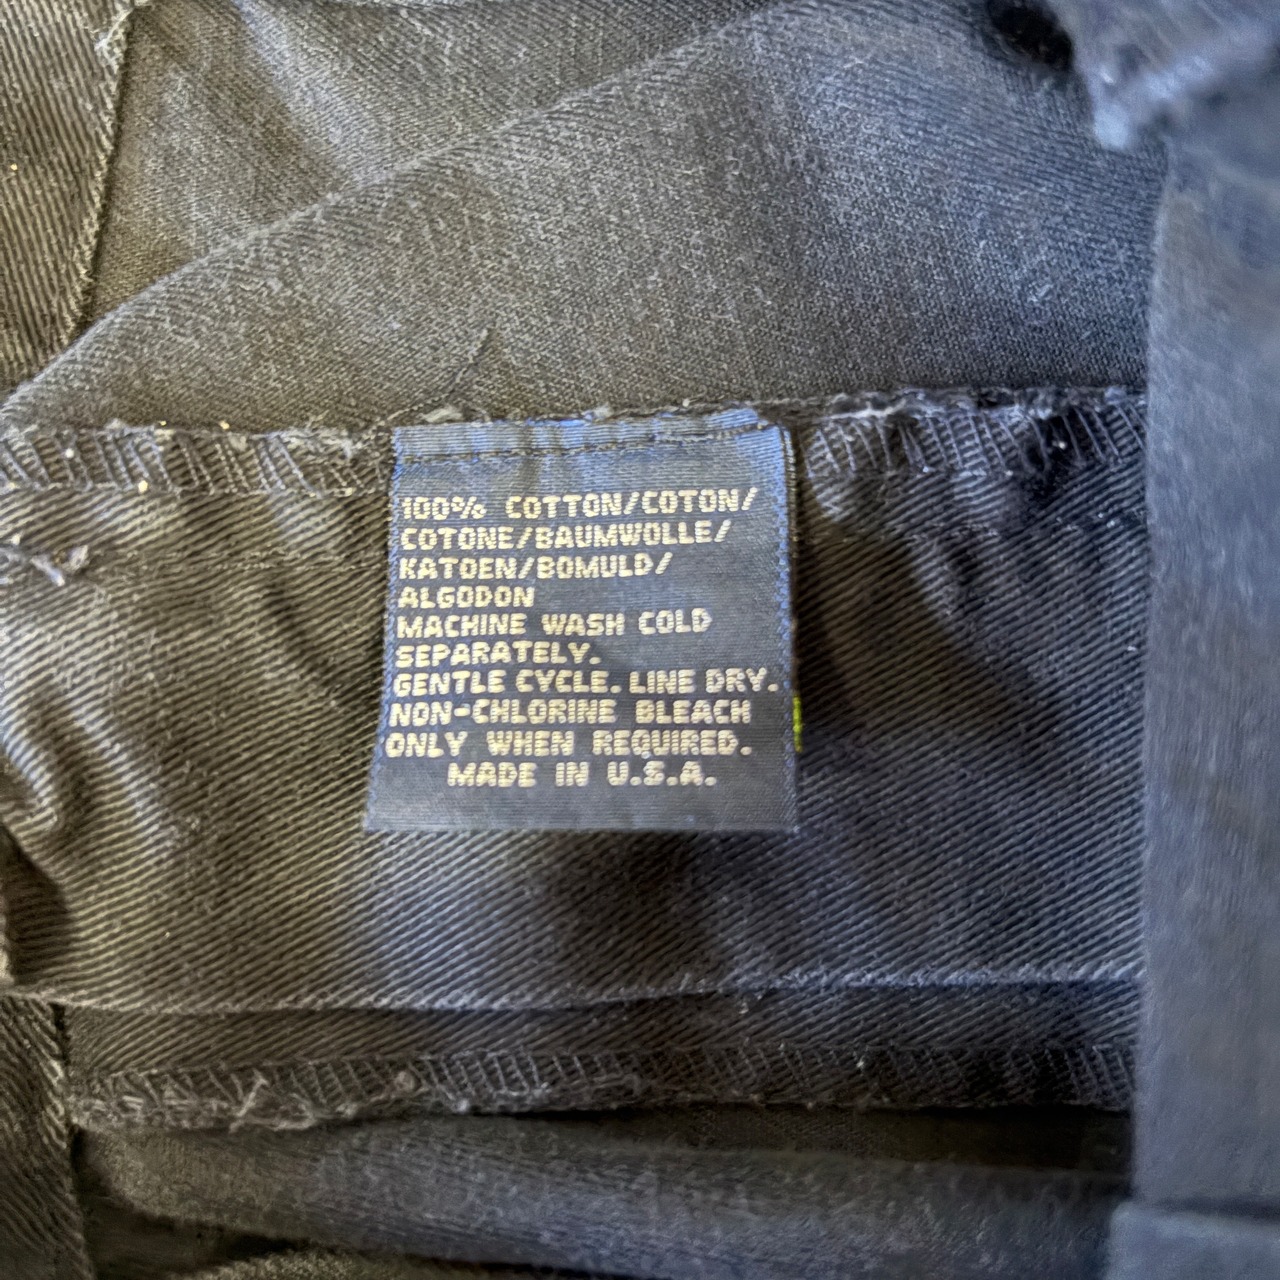 100% COTTON/COTON/
COTONE/BAUMWOLLE/
KATOEN/BOMULD/
ALGODON
MACHINE WASH COLD
SEPARATELY.
GENTLE CYCLE. LINE DRY.
NON-CHLORINE BLEACH
ONLY WHEN REQUIRED.
MADE IN U.S.A.